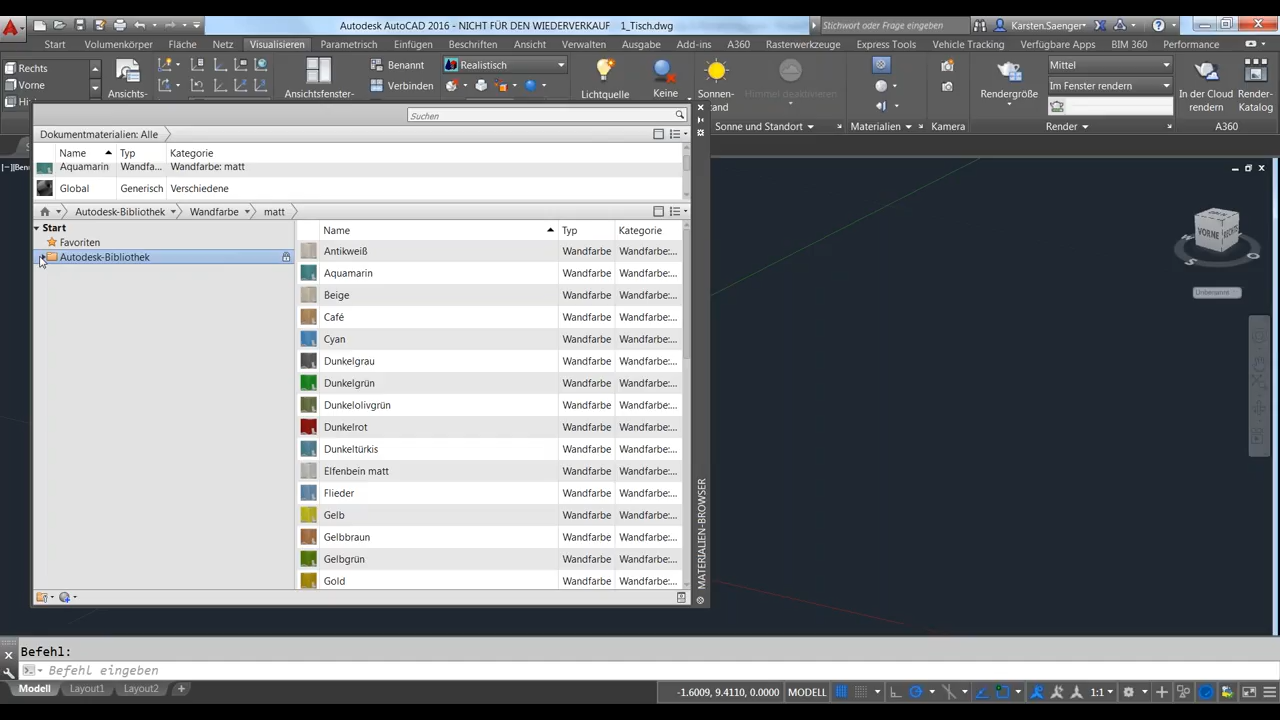 Autodesk AutoCAD 2016 - NICHT FÜR DEN WIEDERVERKAUF 1_Tisch.dwg
Stichwort oder Frage eingeben
Karsten.Saenger
Start Volumenkörper Fläche Netz Visualisieren Parametrisch Einfügen Beschriften Ansicht Verwalten Ausgabe Add-ins A360 Rasterwerkzeuge Express Tools Vehicle Tracking Verfügbare Apps BIM 360 Performance
Rechts Benannt Realistisch Mittel
Vorne Verbinden Im Fenster rendern
Ansichts- Ansichtsfenster- Lichtquelle Keine Sonnen-stand Himmel deaktivieren Rendergröße In der Cloud rendern Render-Katalog
Sonne und Standort Materialien Kamera Render A360
Suchen
Dokumentmaterialien: Alle
Name Typ Kategorie
Aquamarin Wandfa... Wandfarbe: matt
Global Generisch Verschiedene
Autodesk-Bibliothek Wandfarbe matt
Start
Favoriten
Autodesk-Bibliothek
Name Typ Kategorie
Antikweiß Wandfarbe Wandfarbe:...
Aquamarin Wandfarbe Wandfarbe:...
Beige Wandfarbe Wandfarbe:...
Café Wandfarbe Wandfarbe:...
Cyan Wandfarbe Wandfarbe:...
Dunkelgrau Wandfarbe Wandfarbe:...
Dunkelgrün Wandfarbe Wandfarbe:...
Dunkelolivgrün Wandfarbe Wandfarbe:...
Dunkelrot Wandfarbe Wandfarbe:...
Dunkeltürkis Wandfarbe Wandfarbe:...
Elfenbein matt Wandfarbe Wandfarbe:...
Flieder Wandfarbe Wandfarbe:...
Gelb Wandfarbe Wandfarbe:...
Gelbbraun Wandfarbe Wandfarbe:...
Gelbgrün Wandfarbe Wandfarbe:...
Gold Wandfarbe Wandfarbe:...
MATERIALIEN-BROWSER
VORNE RECHTS
S O
Unbenannt
Befehl:
Befehl eingeben
Modell Layout1 Layout2 +
-1.6009, 9.4110, 0.0000 MODELL 1:1